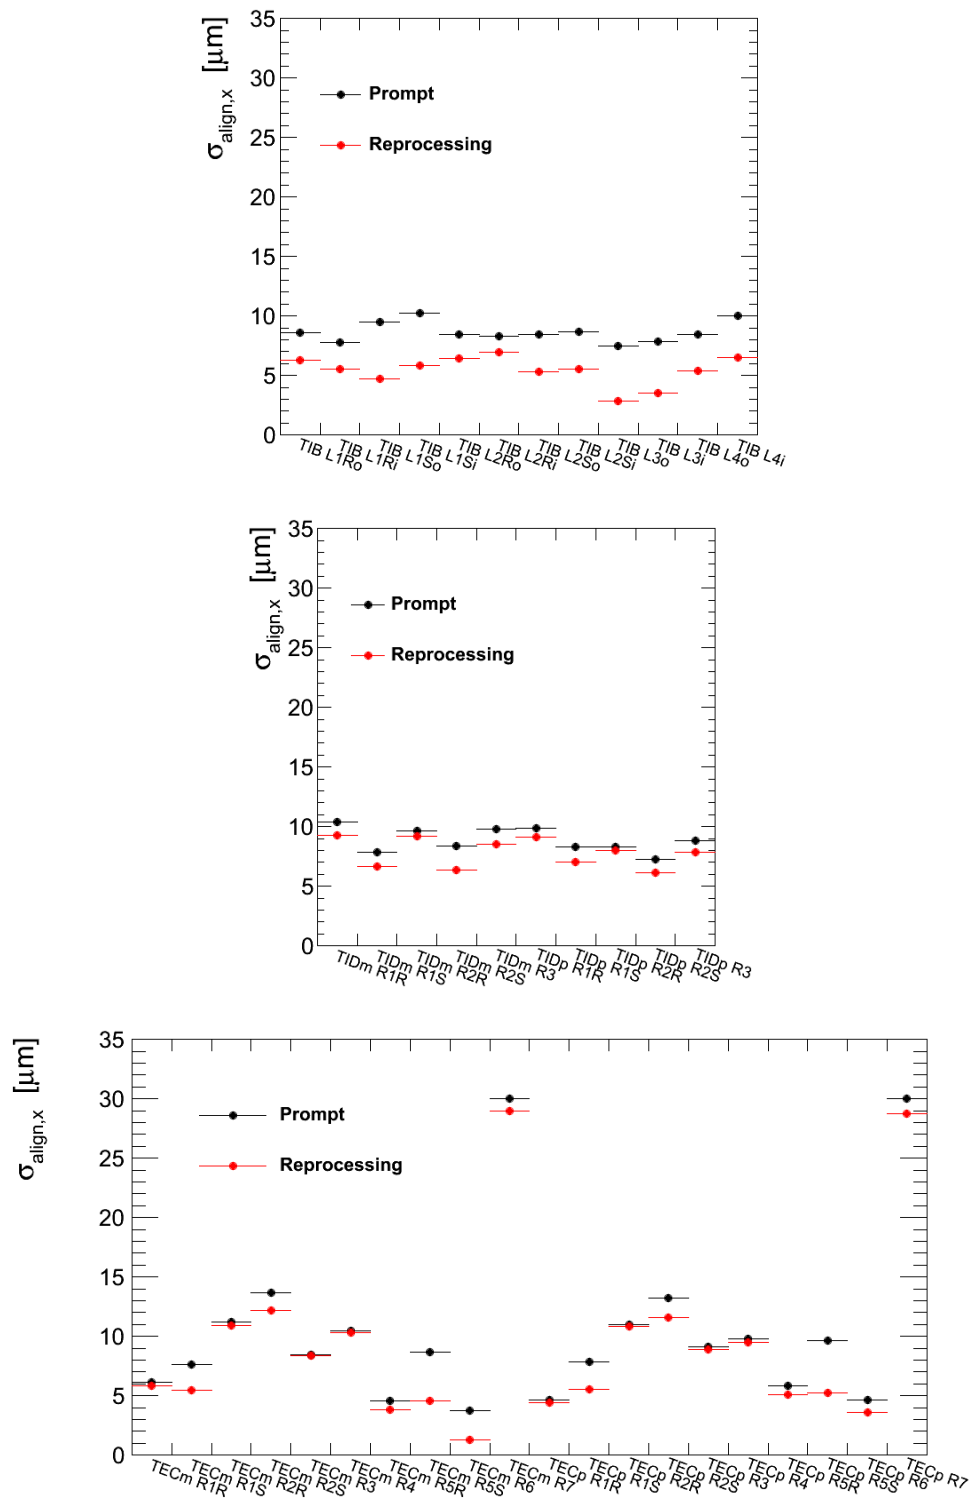 σalign,x [μm]
35
30
25
20
15
10
5
0
Prompt
Reprocessing
TIB L1Ro
TIB L1Ri
TIB L1So
TIB L1Si
TIB L2Ro
TIB L2Ri
TIB L2So
TIB L2Si
TIB L3o
TIB L3i
TIB L4o
TIB L4i
σalign,x [μm]
35
30
25
20
15
10
5
0
Prompt
Reprocessing
TIDm R1R
TIDm R1S
TIDm R2R
TIDm R2S
TIDm R3
TIDp R1R
TIDp R1S
TIDp R2R
TIDp R2S
TIDp R3
σalign,x [μm]
35
30
25
20
15
10
5
0
Prompt
Reprocessing
TECm R1R
TECm R1S
TECm R2R
TECm R2S
TECm R3
TECm R4
TECm R5R
TECm R5S
TECm R6
TECm R7
TECp R1R
TECp R1S
TECp R2R
TECp R2S
TECp R3
TECp R4
TECp R5R
TECp R5S
TECp R6
TECp R7